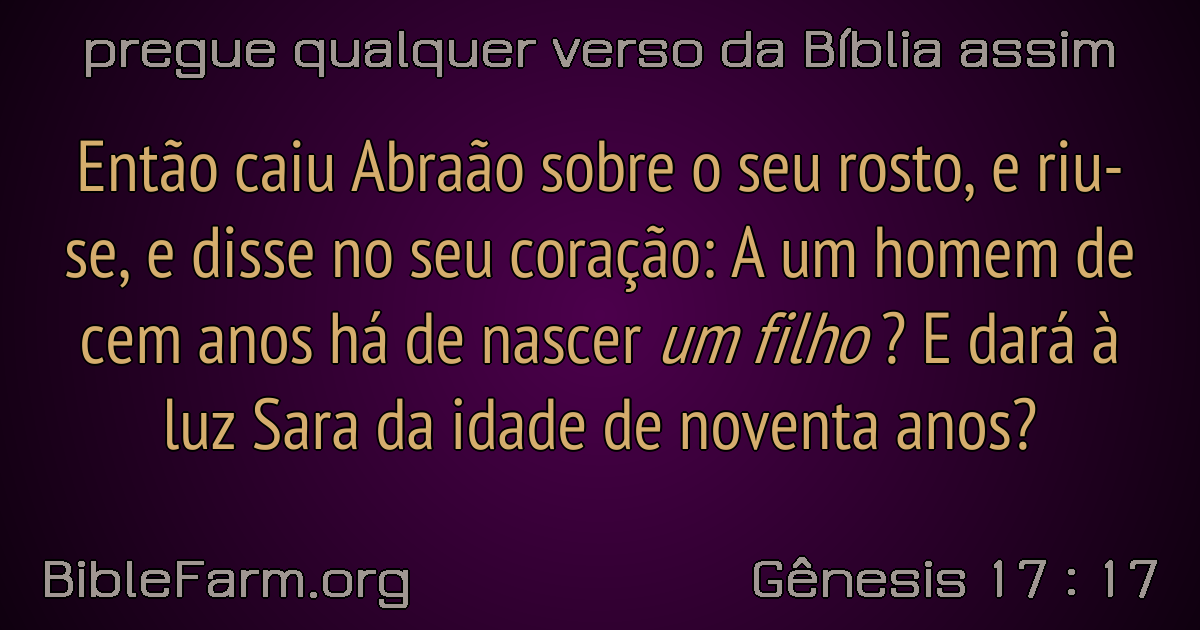 pregue qualquer verso da Bíblia assim
Então caiu Abraão sobre o seu rosto, e riu-
se, e disse no seu coração: A um homem de
cem anos há de nascer um filho ? E dará à
luz Sara da idade de noventa anos?
BibleFarm.org
Gênesis 17 : 17